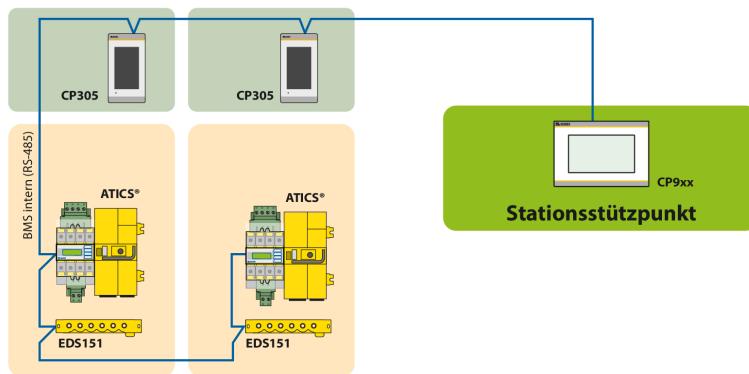 CP305
CP305
BMS intern (RS-485)
ATICS®
ATICS®
CP9xx
Stationsstützpunkt
EDS151
EDS151